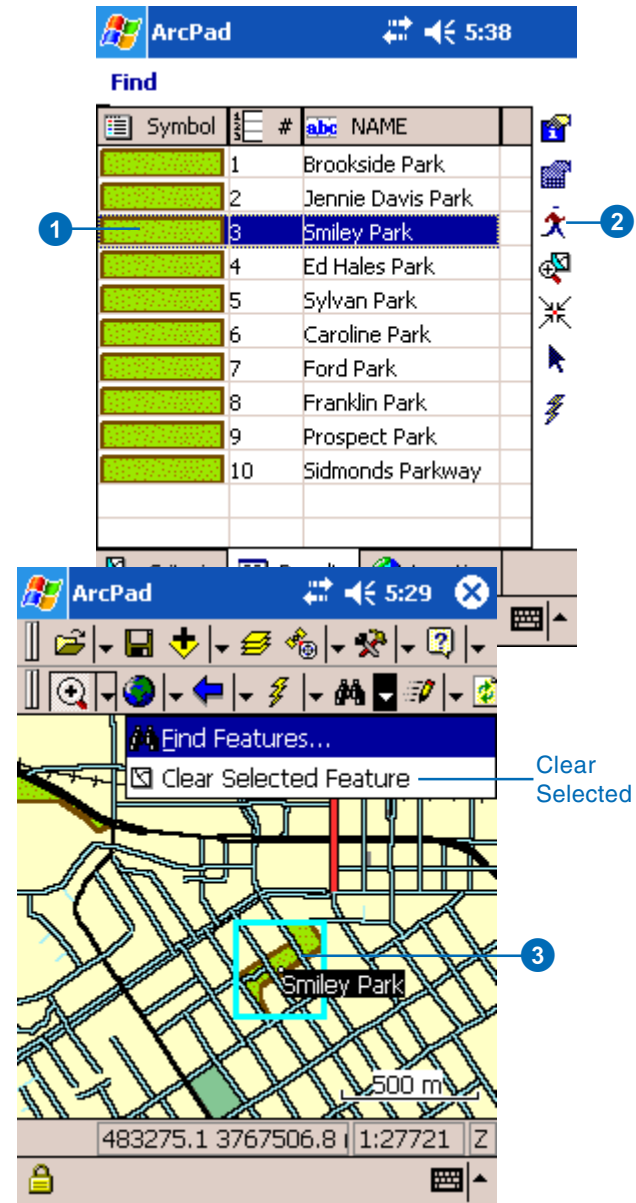 ArcPad 5:38
Find
Symbol # abc NAME
1 Brookside Park
2 Jennie Davis Park
1 3 Smiley Park 2
4 Ed Hales Park
5 Sylvan Park
6 Caroline Park
7 Ford Park
8 Franklin Park
9 Prospect Park
10 Sidmonds Parkway
ArcPad 5:29
Find Features...
Clear Selected Feature
Clear
Selected
3
Smiley Park
500 m
483275.1 3767506.8 1:27721 Z